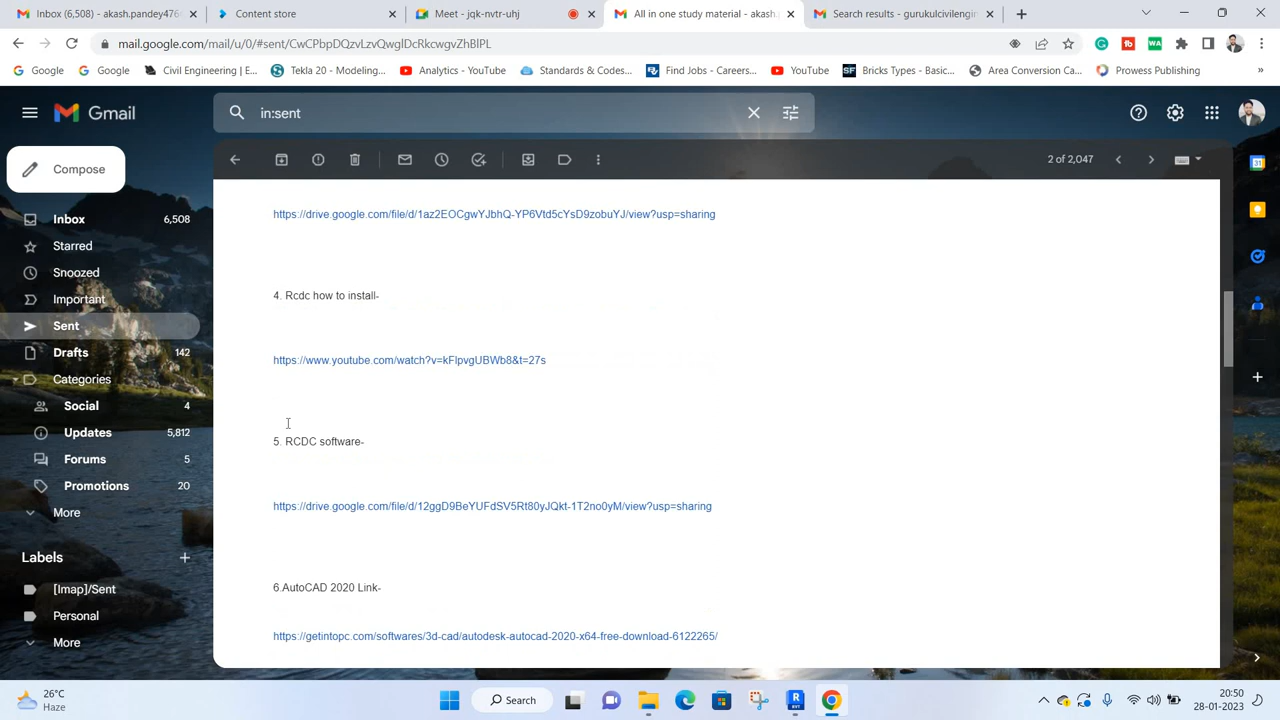 Inbox (6,508) - akash.pandey476
Content store
Meet - jqk-nvtr-uhj
All in one study material - akash.
Search results - gurukulcivilengin
mail.google.com/mail/u/0/#sent/CwCPbpDQzvLzvQwglDcRkcwgvZhBlPL
Google
Google
Civil Engineering | E...
Tekla 20 - Modeling...
Analytics - YouTube
Standards & Codes...
Find Jobs - Careers...
YouTube
Bricks Types - Basic...
Area Conversion Ca...
Prowess Publishing
Gmail
in:sent
Compose
2 of 2,047
Inbox 6,508
Starred
Snoozed
Important
Sent
Drafts 142
Categories
Social 4
Updates 5,812
Forums 5
Promotions 20
More
Labels
[Imap]/Sent
Personal
More
https://drive.google.com/file/d/1az2EOCgwYJbhQ-YP6Vtd5cYsD9zobuYJ/view?usp=sharing
4. Rcdc how to install-
https://www.youtube.com/watch?v=kFlpvgUBWb8&t=27s
5. RCDC software-
https://drive.google.com/file/d/12ggD9BeYUFdSV5Rt80yJQkt-1T2no0yM/view?usp=sharing
6.AutoCAD 2020 Link-
https://getintopc.com/softwares/3d-cad/autodesk-autocad-2020-x64-free-download-6122265/
26°C
Haze
Search
20:50
28-01-2023